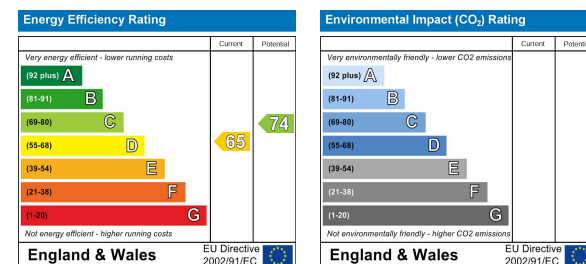 Energy Efficiency Rating
Current Potential
Very energy efficient - lower running costs
(92 plus) A
(81-91) B
(69-80) C
74
(55-68) D
65
(39-54) E
(21-38) F
(1-20) G
Not energy efficient - higher running costs
England & Wales
EU Directive
2002/91/EC
Environmental Impact (CO₂) Rating
Current Potenti
Very environmentally friendly - lower CO2 emissions
(92 plus) A
(81-91) B
(69-80) C
(55-68) D
(39-54) E
(21-38) F
(1-20) G
Not environmentally friendly - higher CO2 emissions
England & Wales
EU Directive
2002/91/EC